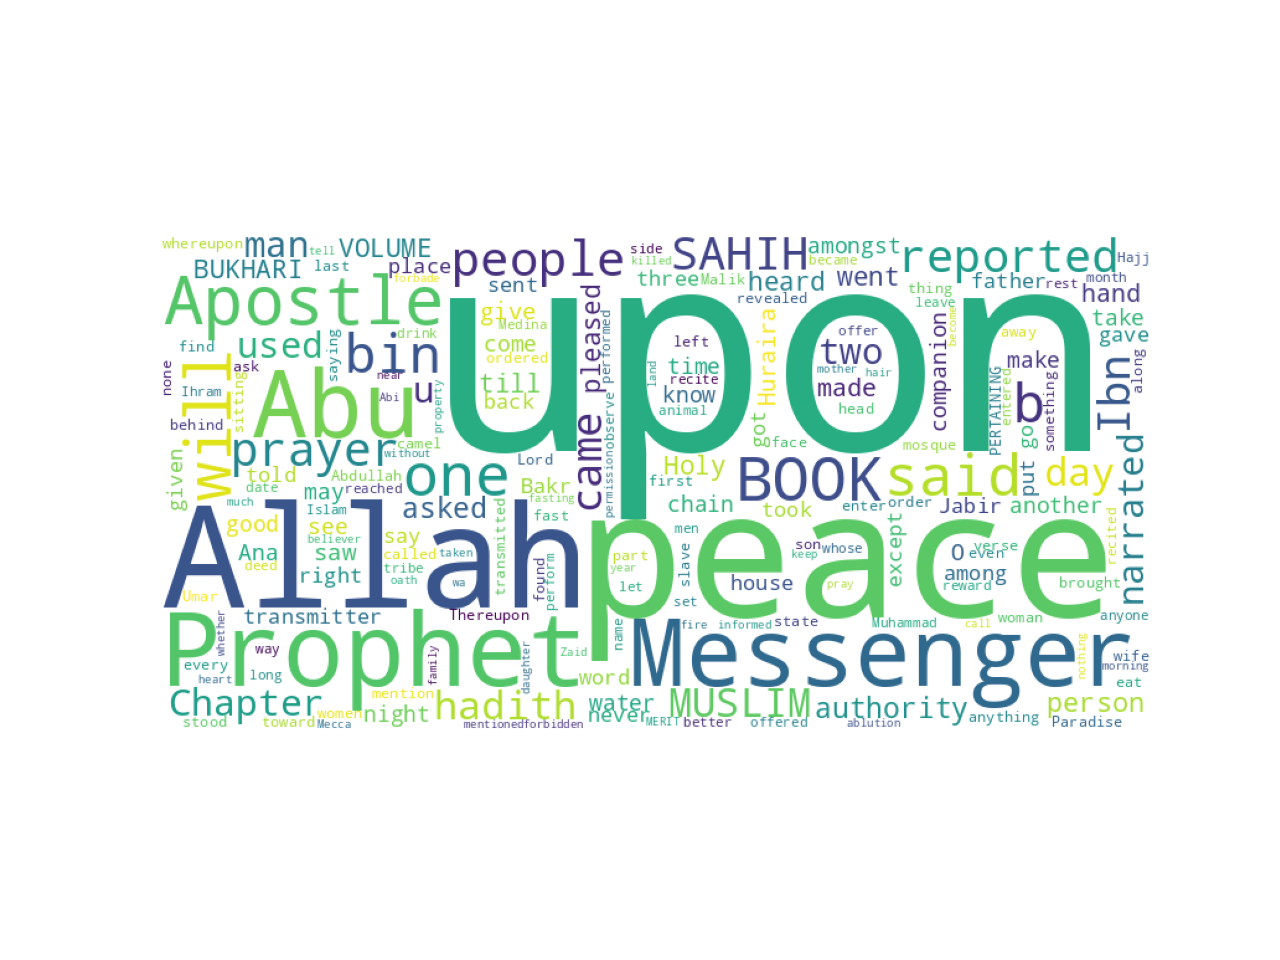 upon
Allah
peace
Prophet
Messenger
Abu
Apostle
will
bin
said
BOOK
one
prayer
people
SAHIH
reported
b
Ibn
narrated
came
pleased
used
u
two
day
hadith
MUSLIM
Chapter
authority
man
VOLUME
BUKHARI
place
whereupon
tell
last
forbade
side
killed
three
Malik
heard
became
went
amongst
Hajj
month
father
rest
hand
thing
leave
take
gave
sent
revealed
give
Medina
drink
come
ordered
till
back
saying
find
none
ask
Ihram
sitting
behind
near
Abi
property
camel
without
performed
permission
observe
land
left
recite
time
know
animal
Huraira
offer
mother
hair
made
head
companion
become
away
make
entered
something
along
PERTAINING
go
put
got
face
mosque
Lord
given
told
date
much
Abdullah
reached
may
Islam
asked
Bakr
fasting
fast
Holy
first
chain
took
enter
order
Jabir
another
except
recited
good
see
say
believer
called
taken
transmitted
Ana
saw
deed
right
tribe
oath
wa
found
perform
men
slave
part
year
let
set
son
whose
keep
pray
house
O
even
verse
among
reward
brought
Umar
transmitter
Thereupon
name
fire
informed
state
Muhammad
call
woman
anyone
whether
every
way
heart
long
family
daughter
Zaid
word
nothing
wife
morning
eat
mention
women
night
stood
toward
Mecca
mentioned
forbidden
water
never
MERIT
better
offered
ablution
anything
person
Paradise